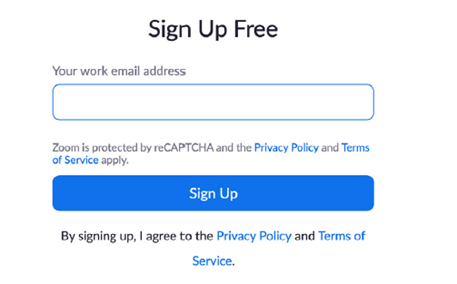 Sign Up Free
Your work email address
Zoom is protected by reCAPTCHA and the Privacy Policy and Terms
of Service apply.
Sign Up
By signing up, I agree to the Privacy Policy and Terms of
Service.